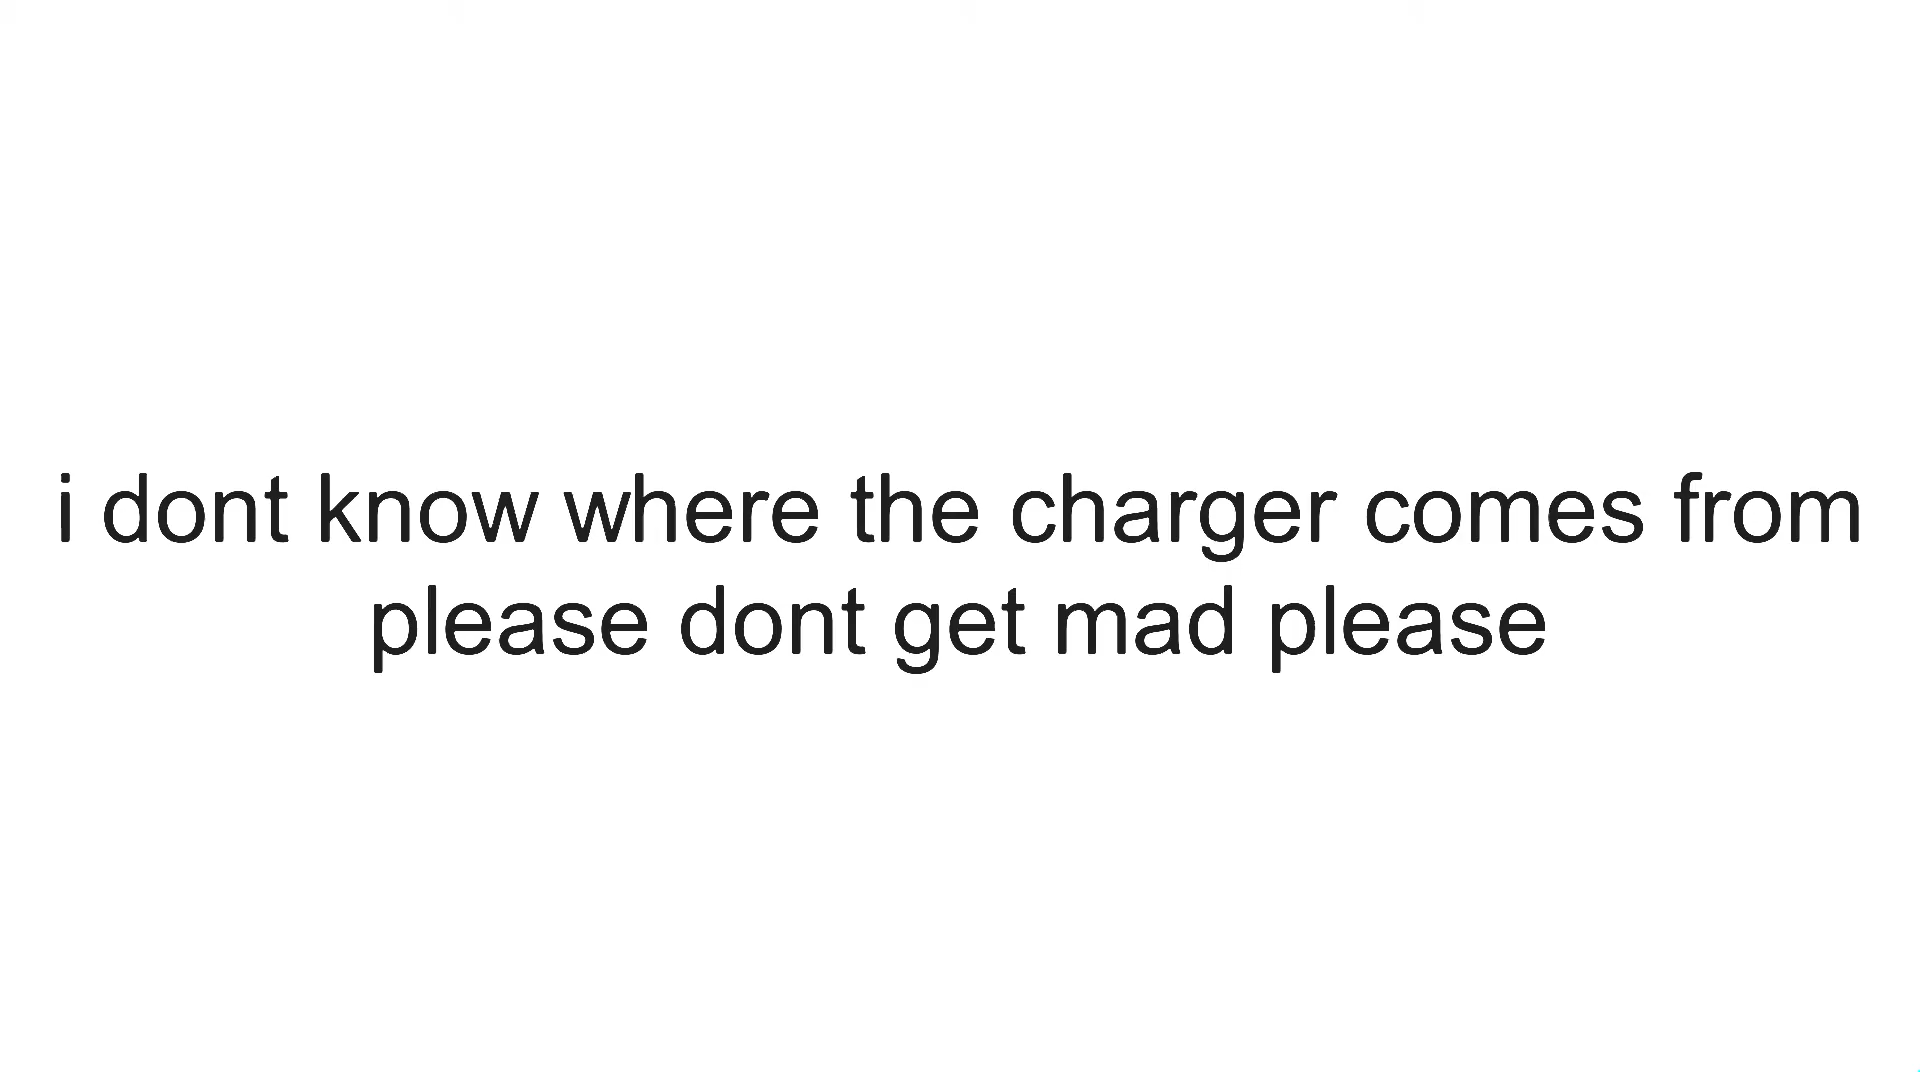 i dont know where the charger comes from
please dont get mad please